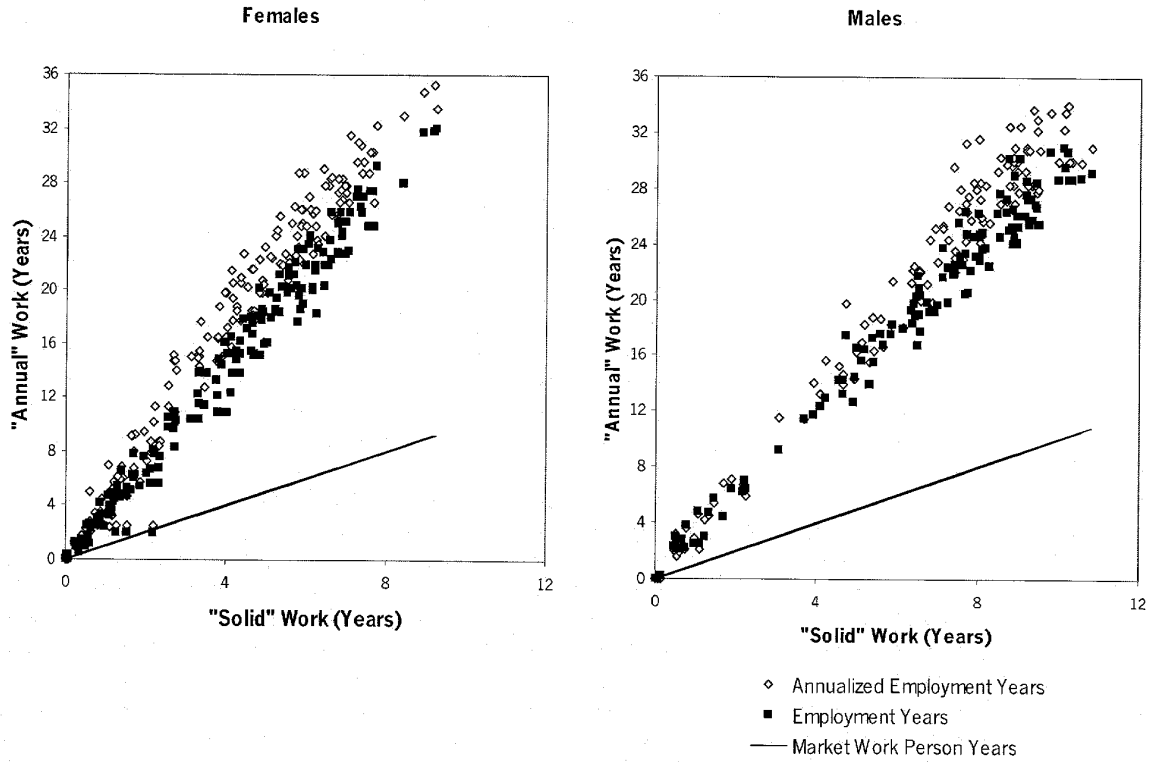 Females
36
32
28
24
20
16
12
8
4
0
"Annual" Work (Years)
0 4 8 12
"Solid" Work (Years)
Males
36
32
28
24
20
16
12
8
4
0
"Annual" Work (Years)
0 4 8 12
"Solid" Work (Years)
Annualized Employment Years
Employment Years
Market Work Person Years